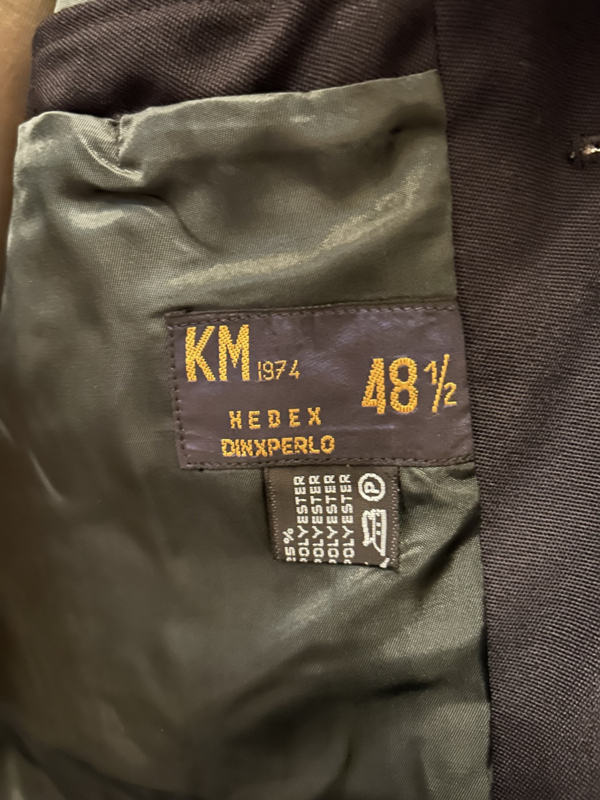 KM 1974 48½
HEDEX
DINXPERLO
POLYESTER
POLYESTER
POLYESTER
P